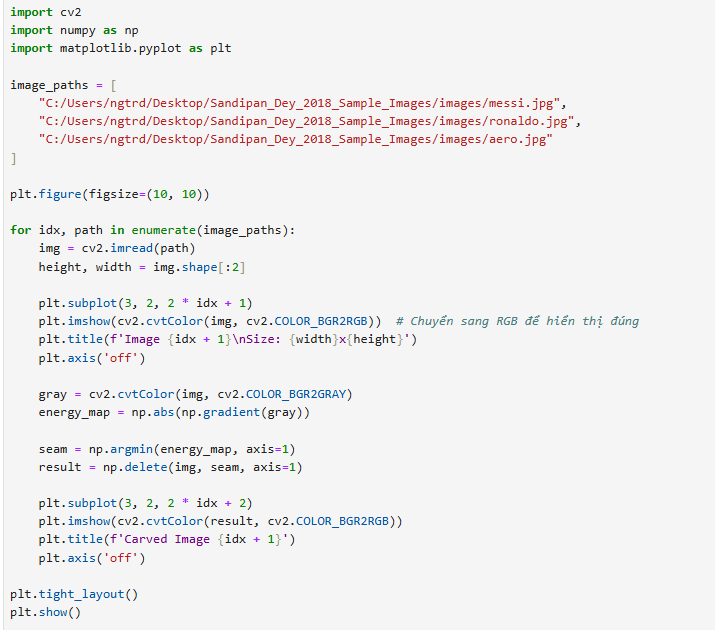 import cv2
import numpy as np
import matplotlib.pyplot as plt

image_paths = [
    "C:/Users/ngtrd/Desktop/Sandipan_Dey_2018_Sample_Images/images/messi.jpg",
    "C:/Users/ngtrd/Desktop/Sandipan_Dey_2018_Sample_Images/images/ronaldo.jpg",
    "C:/Users/ngtrd/Desktop/Sandipan_Dey_2018_Sample_Images/images/aero.jpg"
]

plt.figure(figsize=(10, 10))

for idx, path in enumerate(image_paths):
    img = cv2.imread(path)
    height, width = img.shape[:2]

    plt.subplot(3, 2, 2 * idx + 1)
    plt.imshow(cv2.cvtColor(img, cv2.COLOR_BGR2RGB))  # Chuyển sang RGB để hiển thị đúng
    plt.title(f'Image {idx + 1}\nSize: {width}x{height}')
    plt.axis('off')

    gray = cv2.cvtColor(img, cv2.COLOR_BGR2GRAY)
    energy_map = np.abs(np.gradient(gray))

    seam = np.argmin(energy_map, axis=1)
    result = np.delete(img, seam, axis=1)

    plt.subplot(3, 2, 2 * idx + 2)
    plt.imshow(cv2.cvtColor(result, cv2.COLOR_BGR2RGB))
    plt.title(f'Carved Image {idx + 1}')
    plt.axis('off')

plt.tight_layout()
plt.show()